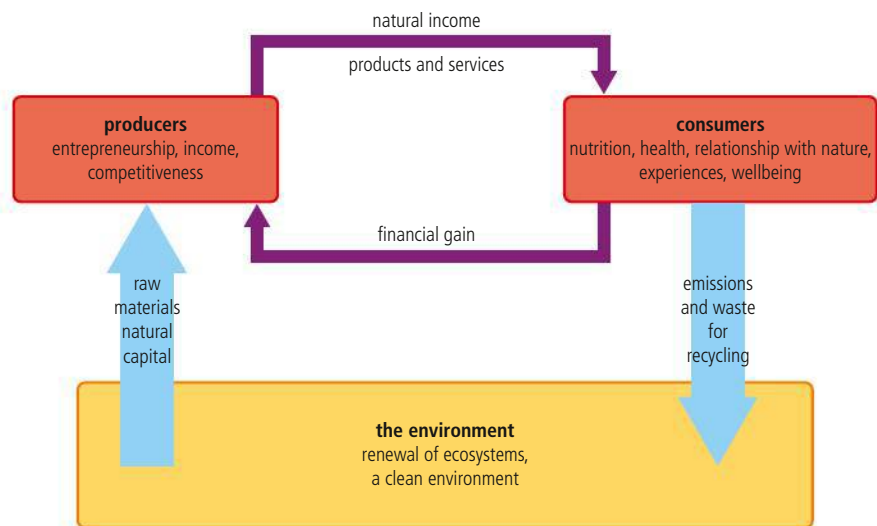 natural income
products and services
producers
entrepreneurship, income,
competitiveness
consumers
nutrition, health, relationship with nature,
experiences, wellbeing
financial gain
raw
materials
natural
capital
emissions
and waste
for
recycling
the environment
renewal of ecosystems,
a clean environment